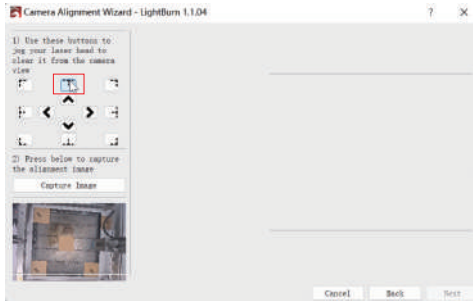 Camera Alignment Wizard - LightBurn 1.1.04
?
×
1) Use these buttons to
jog your laser head to
clear it from the camera
view
2) Press below to capture
the alignment image
Capture Image
Cancel
Back
Next